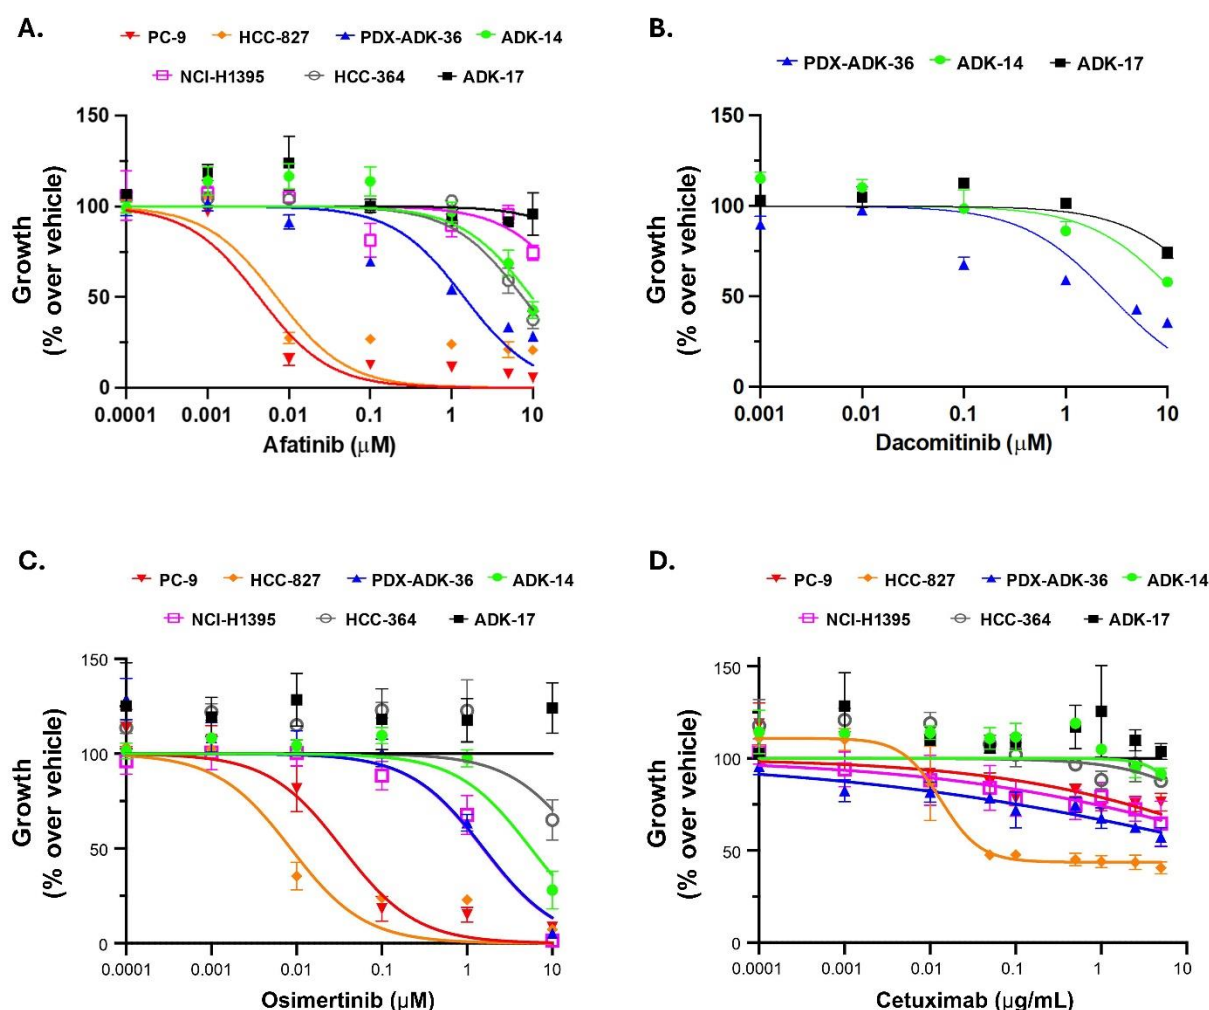 A.
PC-9 HCC-827 PDX-ADK-36 ADK-14
NCI-H1395 HCC-364 ADK-17
Growth
(% over vehicle)
150
100
50
0
0.0001 0.001 0.01 0.1 1 10
Afatinib (μM)
B.
PDX-ADK-36 ADK-14 ADK-17
Growth
(% over vehicle)
150
100
50
0
0.001 0.01 0.1 1 10
Dacomitinib (μM)
C.
PC-9 HCC-827 PDX-ADK-36 ADK-14
NCI-H1395 HCC-364 ADK-17
Growth
(% over vehicle)
150
100
50
0
0.0001 0.001 0.01 0.1 1 10
Osimertinib (μM)
D.
PC-9 HCC-827 PDX-ADK-36 ADK-14
NCI-H1395 HCC-364 ADK-17
Growth
(% over vehicle)
150
100
50
0
0.0001 0.001 0.01 0.1 1 10
Cetuximab (μg/mL)